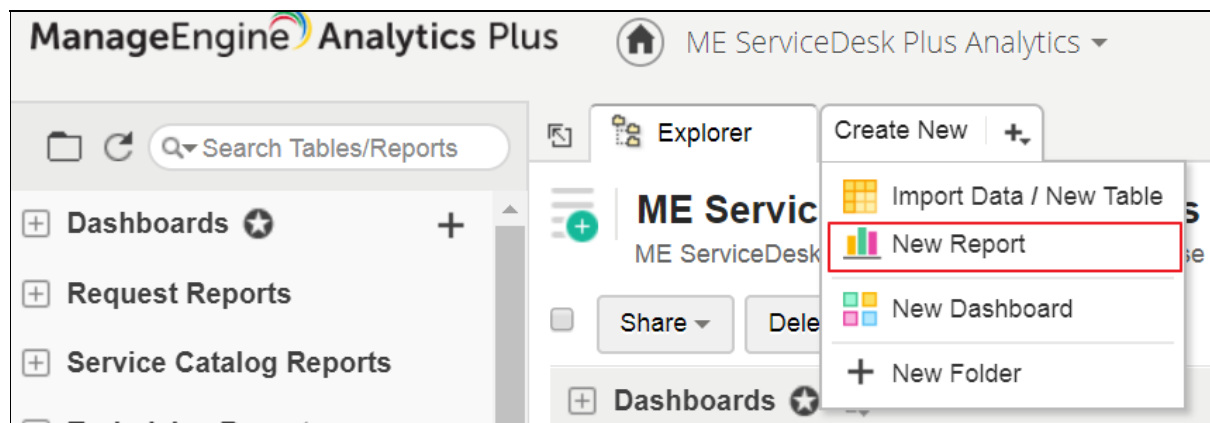 ManageEngine Analytics Plus
ME ServiceDesk Plus Analytics
Search Tables/Reports
Explorer
Create New
Import Data / New Table
New Report
New Dashboard
New Folder
Dashboards
Request Reports
Service Catalog Reports
ME Servic
s
ME ServiceDesk
se
Share
Dele
Dashboards